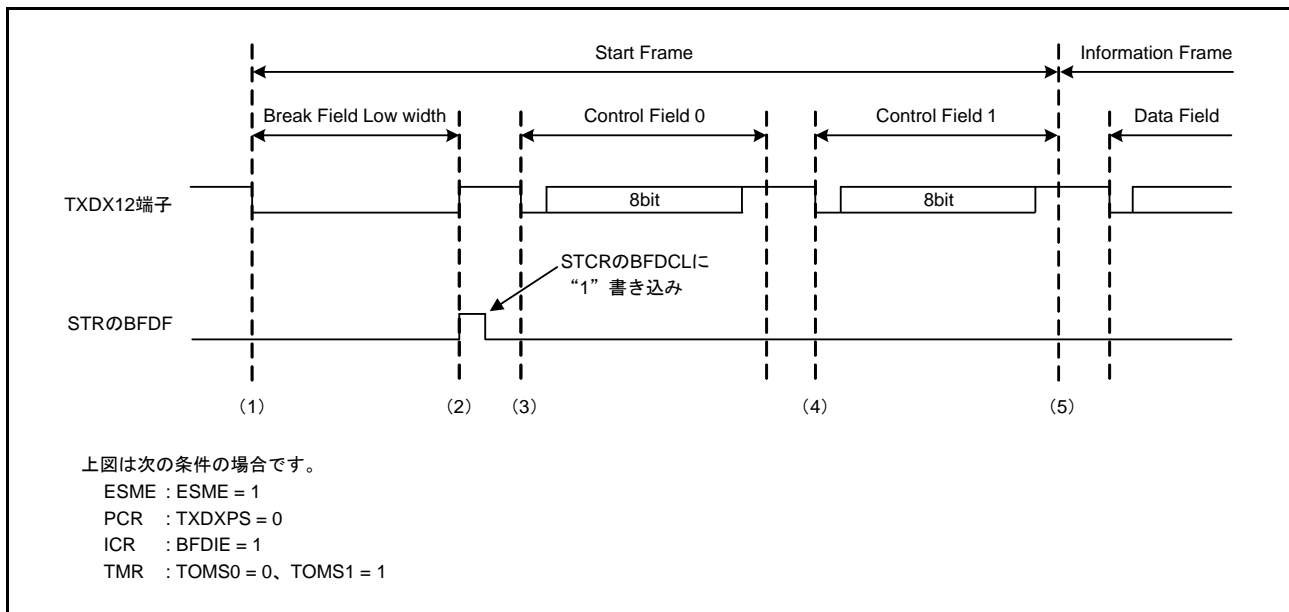 Start Frame
Information Frame
Break Field Low width
Control Field 0
Control Field 1
Data Field
TXDX12端子
8bit
8bit
STCRのBFDCLに
“1”書き込み
STRのBFDF
(1)
(2)
(3)
(4)
(5)
上図は次の条件の場合です。
ESME : ESME = 1
PCR : TXDXPS = 0
ICR : BFDIE = 1
TMR : TOMS0 = 0、TOMS1 = 1